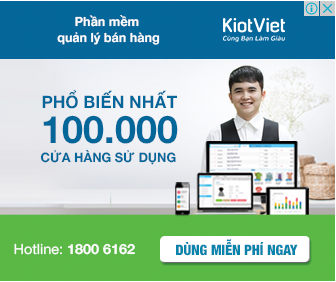 Phần mềm
quản lý bán hàng
KiotViet
Cùng Bạn Làm Giàu
PHỔ BIẾN NHẤT
100.000
CỬA HÀNG SỬ DỤNG
Hotline: 1800 6162
DÙNG MIỄN PHÍ NGAY